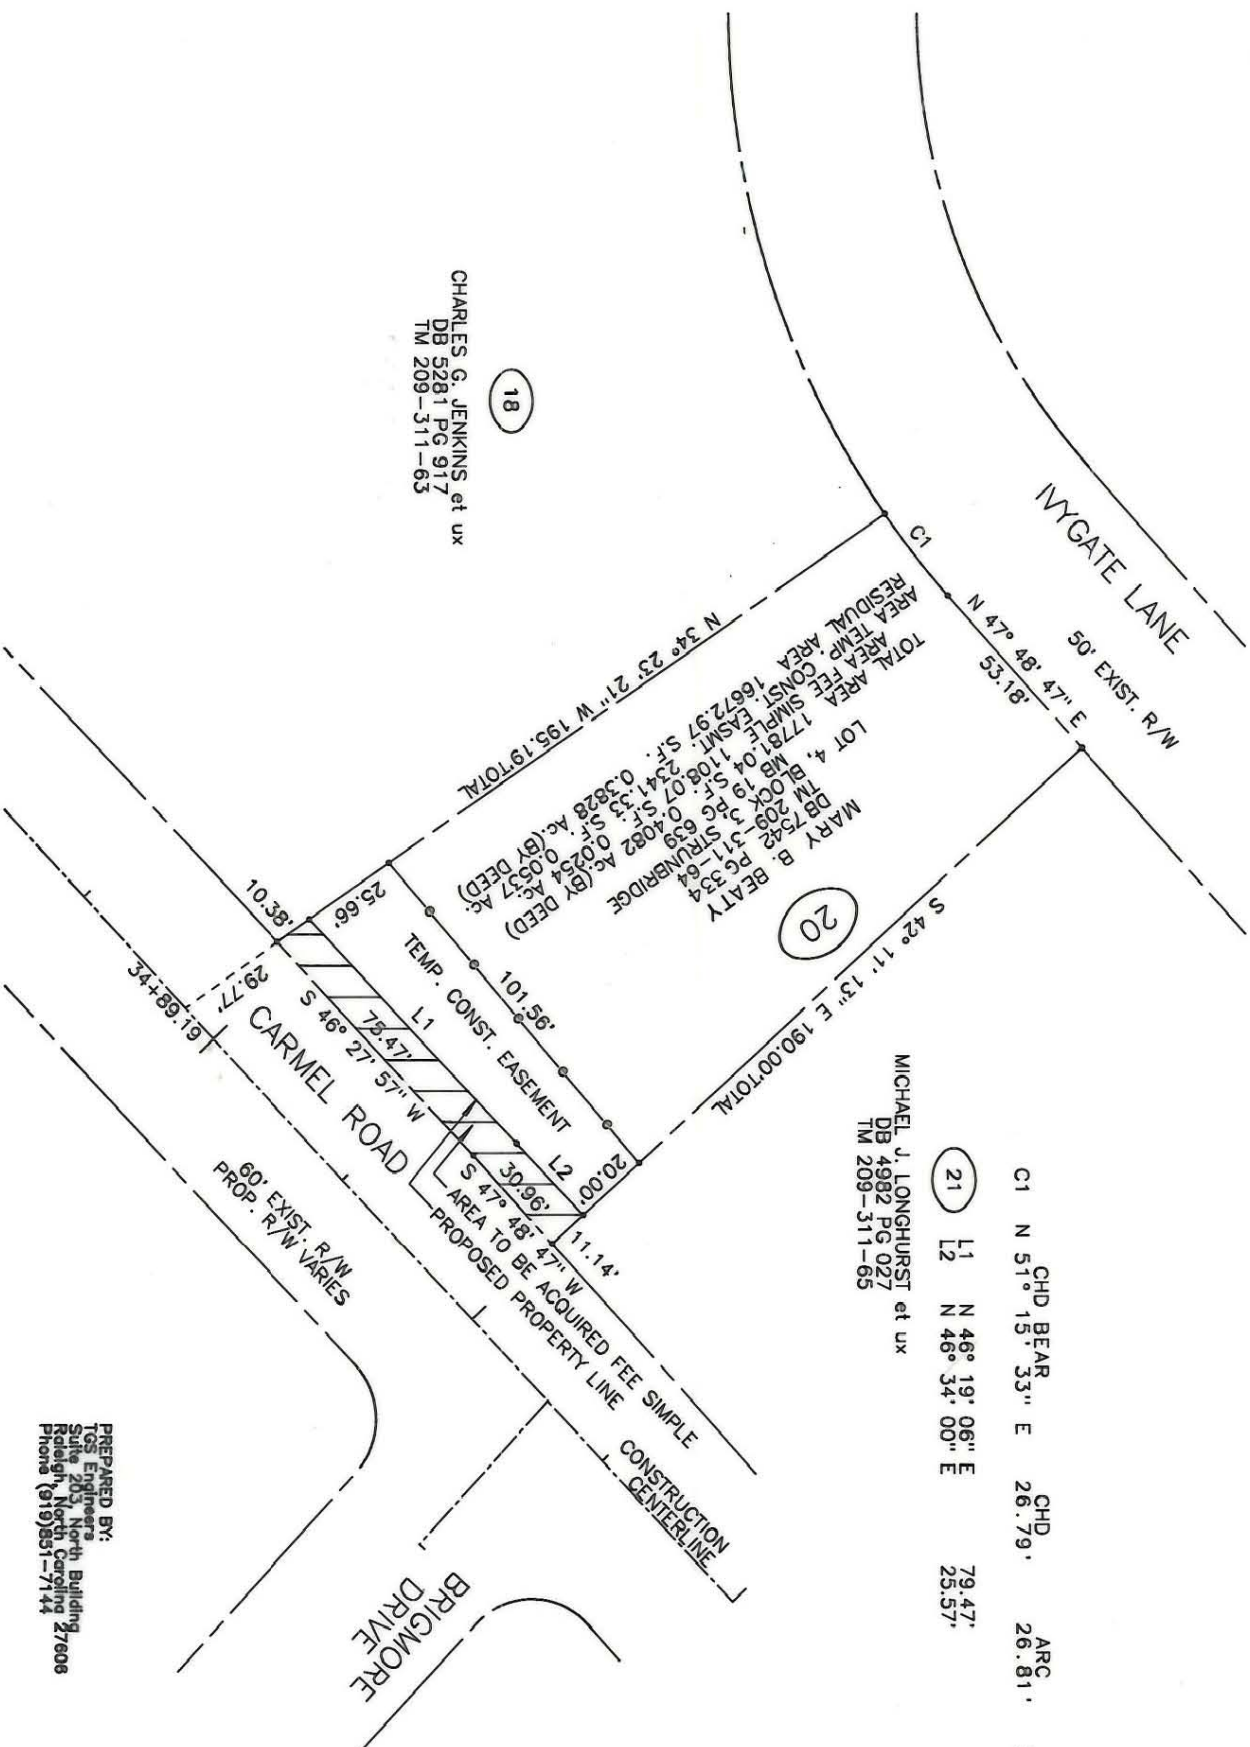 IVYGATE LANE
50' EXIST. R/W
C1
N 47° 48' 47" E
53.18'
CHD BEAR CHD ARC
C1 N 51° 15' 33" E 26.79' 26.81'
L1 N 46° 19' 06" E 79.47'
L2 N 46° 34' 00" E 25.57'
21
MICHAEL J. LONGHURST et ux
DB 4982 PG 027
TM 209-311-65
18
CHARLES G. JENKINS et ux
DB 5281 PG 917
TM 209-311-63
N 34° 23' 21" W 195.19'TOTAL
S 42° 11' 13" E 190.00'TOTAL
20
MARY B. BEATY
DB 7542 PG 334
TM 209-311-64
LOT 4, BLOCK 3, STRUNBRIDGE
MB 19 PG 639
TOTAL AREA 17781.04 S.F. 0.4082 Ac.(BY DEED)
AREA FEE SIMPLE 1108.07 S.F. 0.0254 Ac.
AREA TEMP. CONST. EASMT. 2341.33 S.F. 0.0537 Ac.
RESIDUAL AREA 16672.97 S.F. 0.3828 Ac.(BY DEED)
25.66'
10.38'
29.77'
34+89.19
101.56'
TEMP. CONST. EASEMENT
L1
L2
20.00'
11.14'
75.47'
S 46° 27' 57" W
30.96'
S 47° 48' 47" W
CARMEL ROAD
60' EXIST. R/W
PROP. R/W VARIES
AREA TO BE ACQUIRED FEE SIMPLE
PROPOSED PROPERTY LINE
CONSTRUCTION
CENTERLINE
BRIGMORE
DRIVE
PREPARED BY:
TGS Engineers
Suite 203, North Building
Raleigh, North Carolina 27606
Phone (919)851-7144